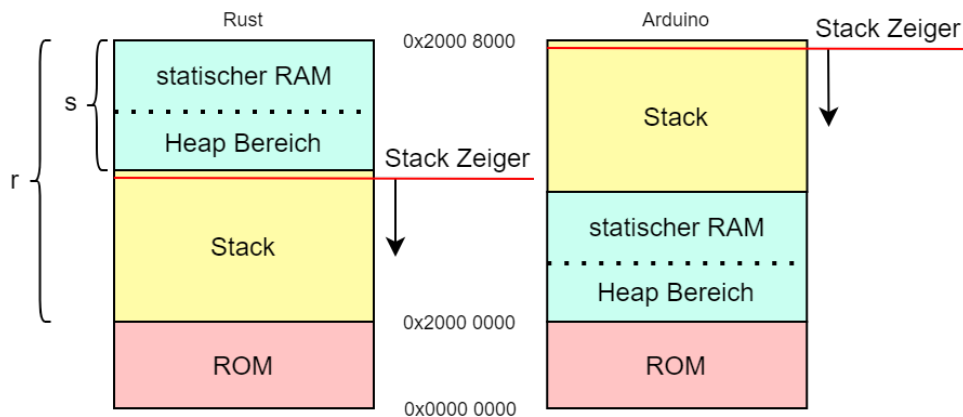 Rust
0x2000 8000
Arduino
Stack Zeiger
s
statischer RAM
Heap Bereich
Stack
Stack Zeiger
r
Stack
statischer RAM
Heap Bereich
0x2000 0000
ROM
ROM
0x0000 0000